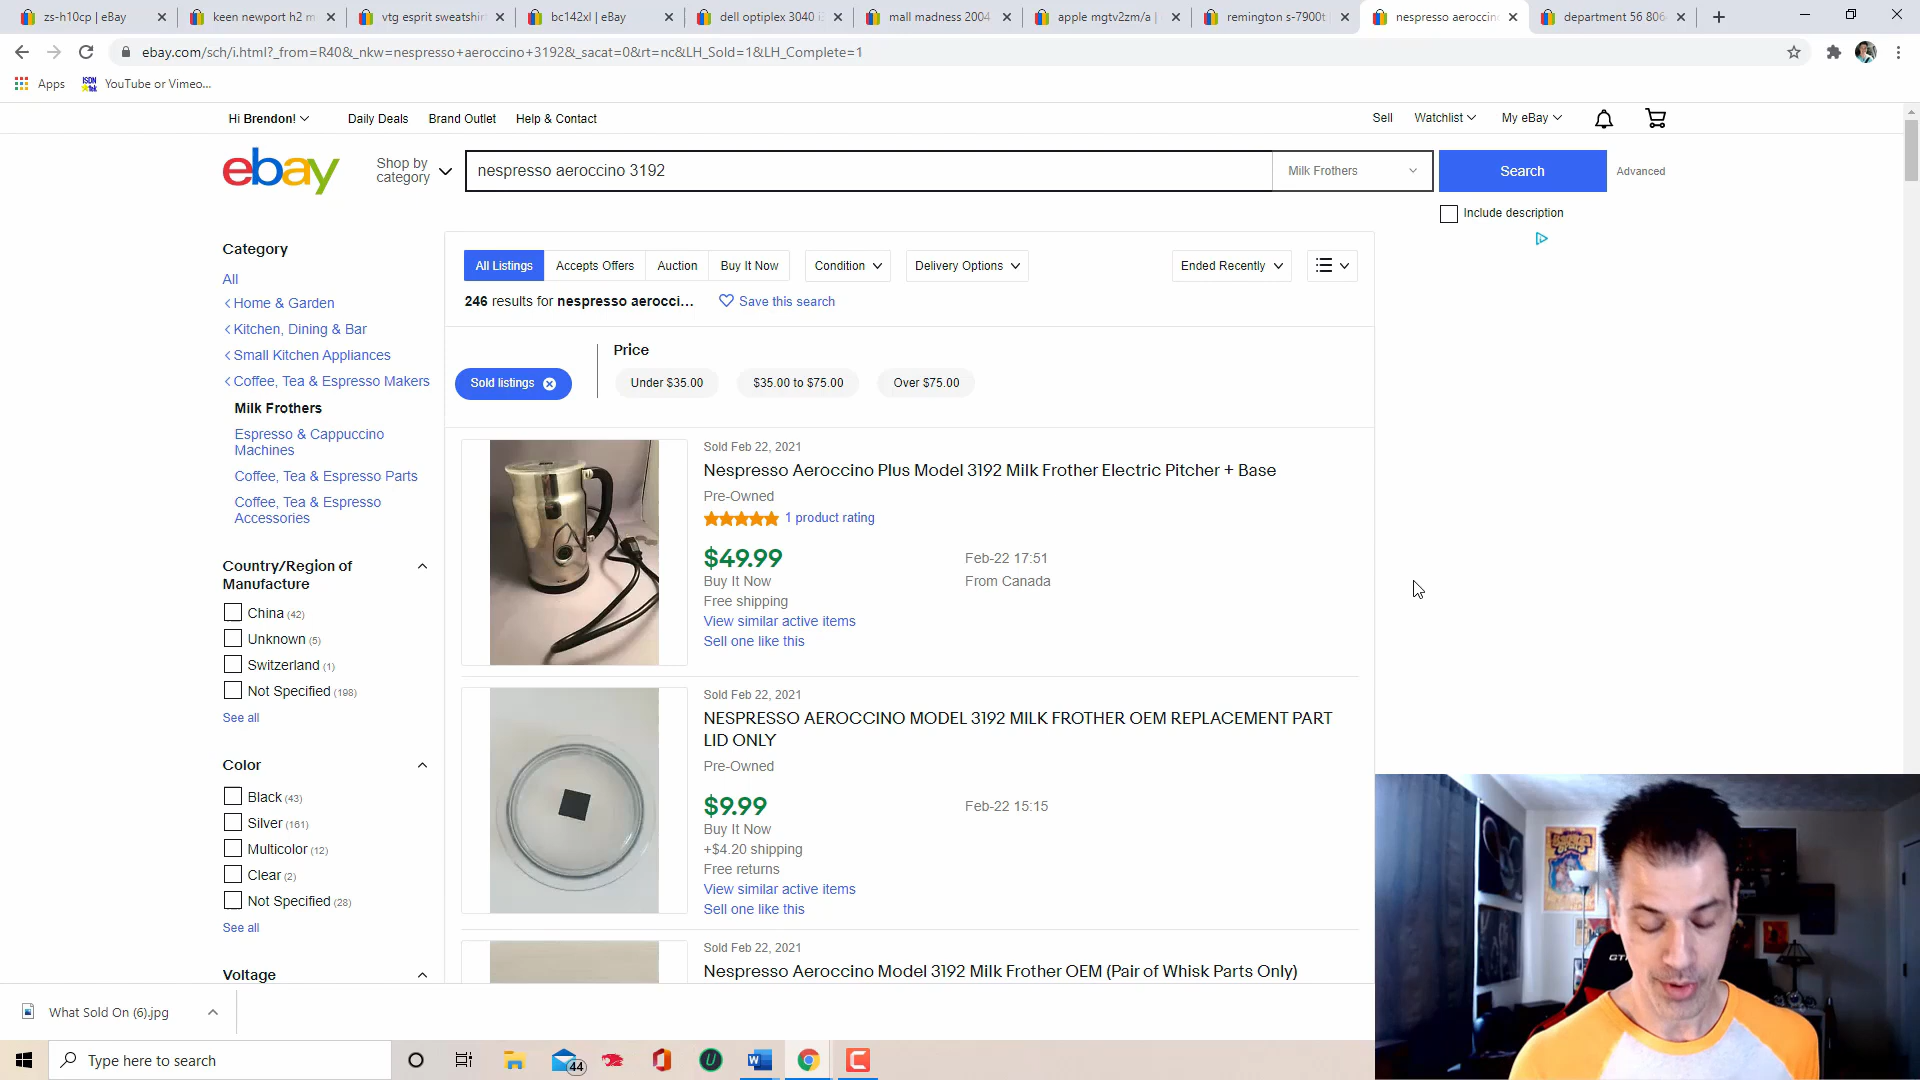 zs-h10cp | eBay
keen newport h2 m
vtg esprit sweatshir
bc142xl | eBay
dell optiplex 3040 i
mall madness 2004
apple mgtv2zm/a |
remington s-7900t
nespresso aeroccin
department 56 806
ebay.com/sch/i.html?_from=R40&_nkw=nespresso+aeroccino+3192&_sacat=0&rt=nc&LH_Sold=1&LH_Complete=1
Apps
YouTube or Vimeo...
Hi Brendon!
Daily Deals
Brand Outlet
Help & Contact
Sell
Watchlist
My eBay
ebay
Shop by
category
nespresso aeroccino 3192
Milk Frothers
Search
Advanced
Include description
Category
All
Home & Garden
Kitchen, Dining & Bar
Small Kitchen Appliances
Coffee, Tea & Espresso Makers
Milk Frothers
Espresso & Cappuccino
Machines
Coffee, Tea & Espresso Parts
Coffee, Tea & Espresso
Accessories
Country/Region of
Manufacture
China (42)
Unknown (5)
Switzerland (1)
Not Specified (198)
See all
Color
Black (43)
Silver (161)
Multicolor (12)
Clear (2)
Not Specified (28)
See all
Voltage
All Listings
Accepts Offers
Auction
Buy It Now
Condition
Delivery Options
Ended Recently
246 results for nespresso aerocci...
Save this search
Sold listings
Price
Under $35.00
$35.00 to $75.00
Over $75.00
Sold Feb 22, 2021
Nespresso Aeroccino Plus Model 3192 Milk Frother Electric Pitcher + Base
Pre-Owned
1 product rating
$49.99
Feb-22 17:51
Buy It Now
From Canada
Free shipping
View similar active items
Sell one like this
Sold Feb 22, 2021
NESPRESSO AEROCCINO MODEL 3192 MILK FROTHER OEM REPLACEMENT PART
LID ONLY
Pre-Owned
$9.99
Feb-22 15:15
Buy It Now
+$4.20 shipping
Free returns
View similar active items
Sell one like this
Sold Feb 22, 2021
Nespresso Aeroccino Model 3192 Milk Frother OEM (Pair of Whisk Parts Only)
What Sold On (6).jpg
Type here to search
44